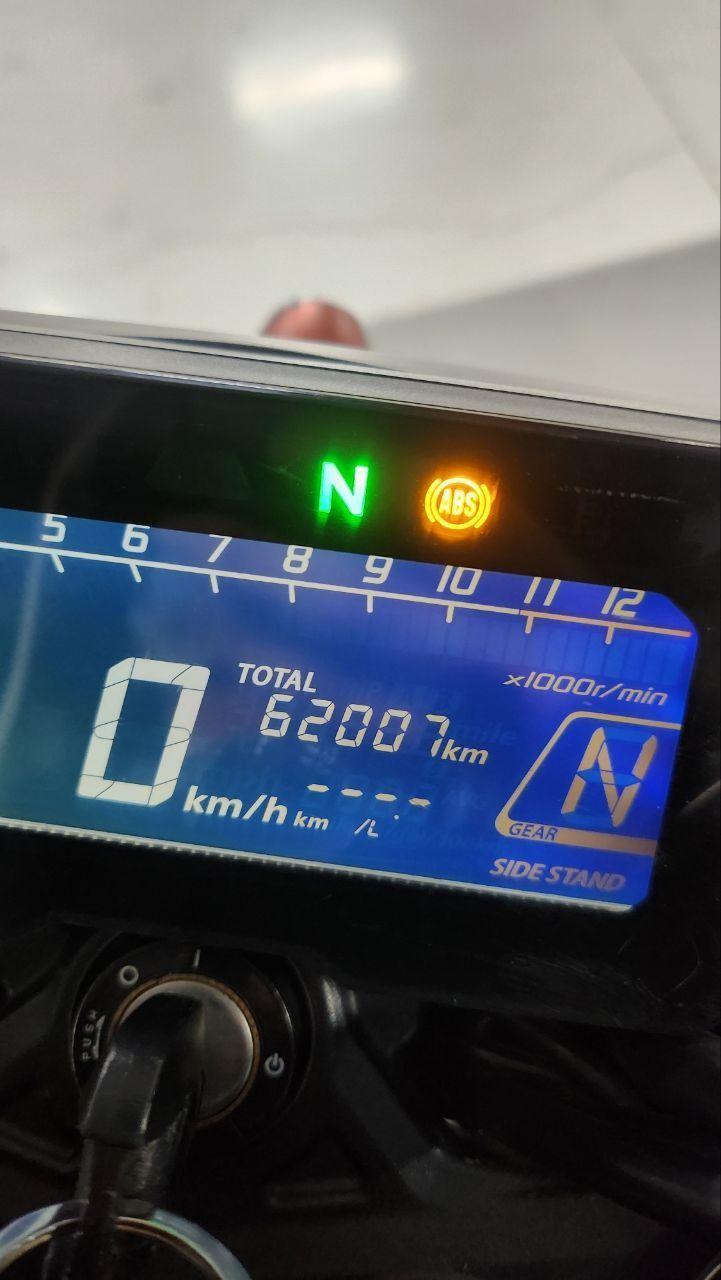 N ABS
5 6 7 8 9 10 11 12
x1000r/min
TOTAL
62007km
0 km/h
--.- km/L
N
GEAR
SIDE STAND
PUSH